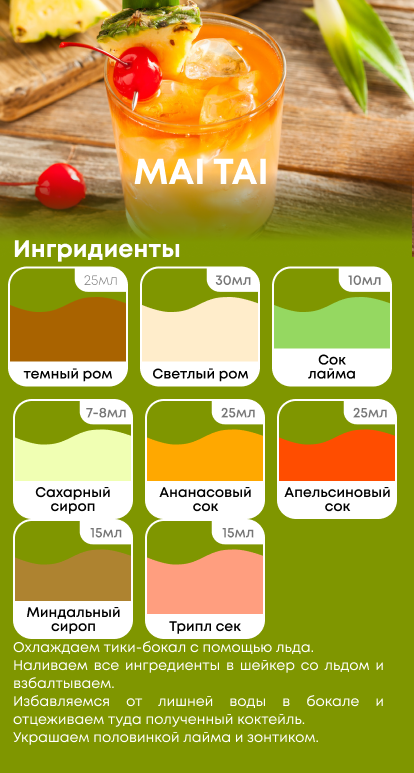 MAI TAI
Ингридиенты
25мл
30мл
10мл
темный ром
Светлый ром
Сок
лайма
7-8мл
25мл
25мл
Сахарный
сироп
Ананасовый
сок
Апельсиновый
сок
15мл
15мл
Миндальный
сироп
Трипл сек
Охлаждаем тики-бокал с помощью льда.
Наливаем все ингредиенты в шейкер со льдом и
взбалтываем.
Избавляемся от лишней воды в бокале и
отцеживаем туда полученный коктейль.
Украшаем половинкой лайма и зонтиком.